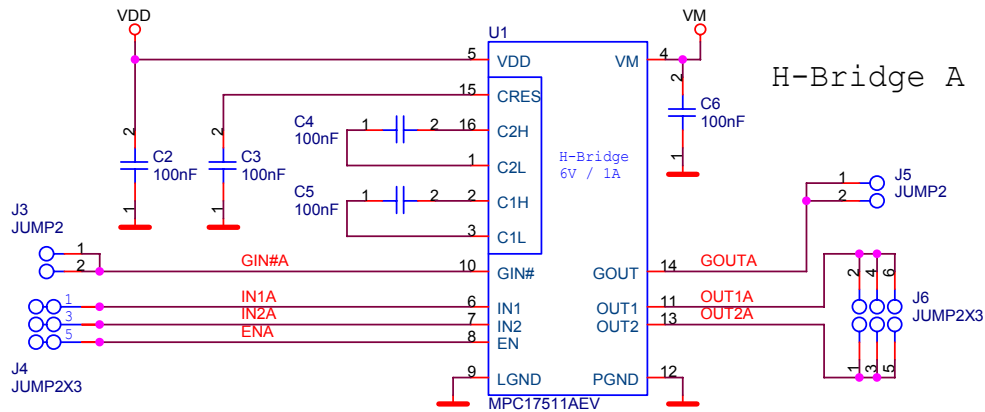 VDD
U1
VM
5 VDD
VM 4
H-Bridge A
15 CRES
2
C6
100nF
1
C4
100nF
1 2 16 C2H
1 C2L
H-Bridge
6V / 1A
2
C2
100nF
1
2
C3
100nF
1
C5
100nF
1 2 2 C1H
3 C1L
J5
JUMP2
1
2
J3
JUMP2
1
2
GIN#A
10 GIN#
GOUT 14
GOUTA
1 IN1A 6 IN1
3 IN2A 7 IN2
5 ENA 8 EN
OUT1 11 OUT1A
OUT2 13 OUT2A
2 4 6
J6
JUMP2X3
1 3 5
J4
JUMP2X3
9 LGND
PGND 12
MPC17511AEV